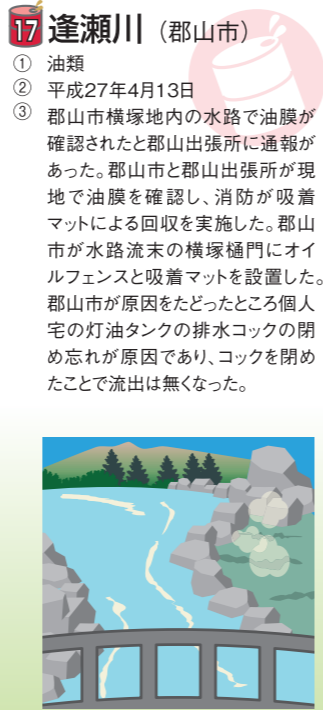 17 逢瀬川（郡山市）
① 油類
② 平成27年4月13日
③ 郡山市横塚地内の水路で油膜が
確認されたと郡山出張所に通報が
あった。郡山市と郡山出張所が現
地で油膜を確認し、消防が吸着
マットによる回収を実施した。郡山
市が水路流末の横塚樋門にオイ
ルフェンスと吸着マットを設置した。
郡山市が原因をたどったところ個人
宅の灯油タンクの排水コックの閉
め忘れが原因であり、コックを閉め
たことで流出は無くなった。